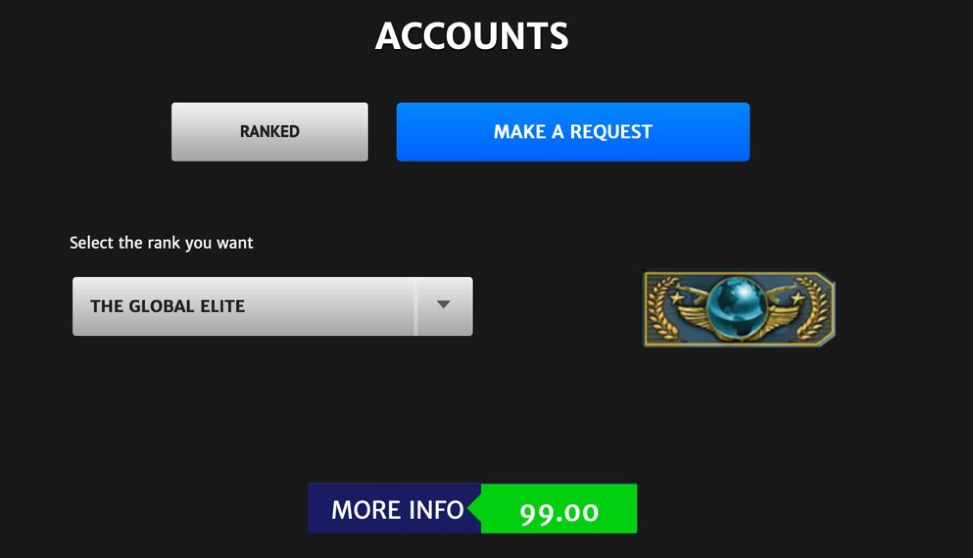 ACCOUNTS
RANKED
MAKE A REQUEST
Select the rank you want
THE GLOBAL ELITE
MORE INFO
99.00